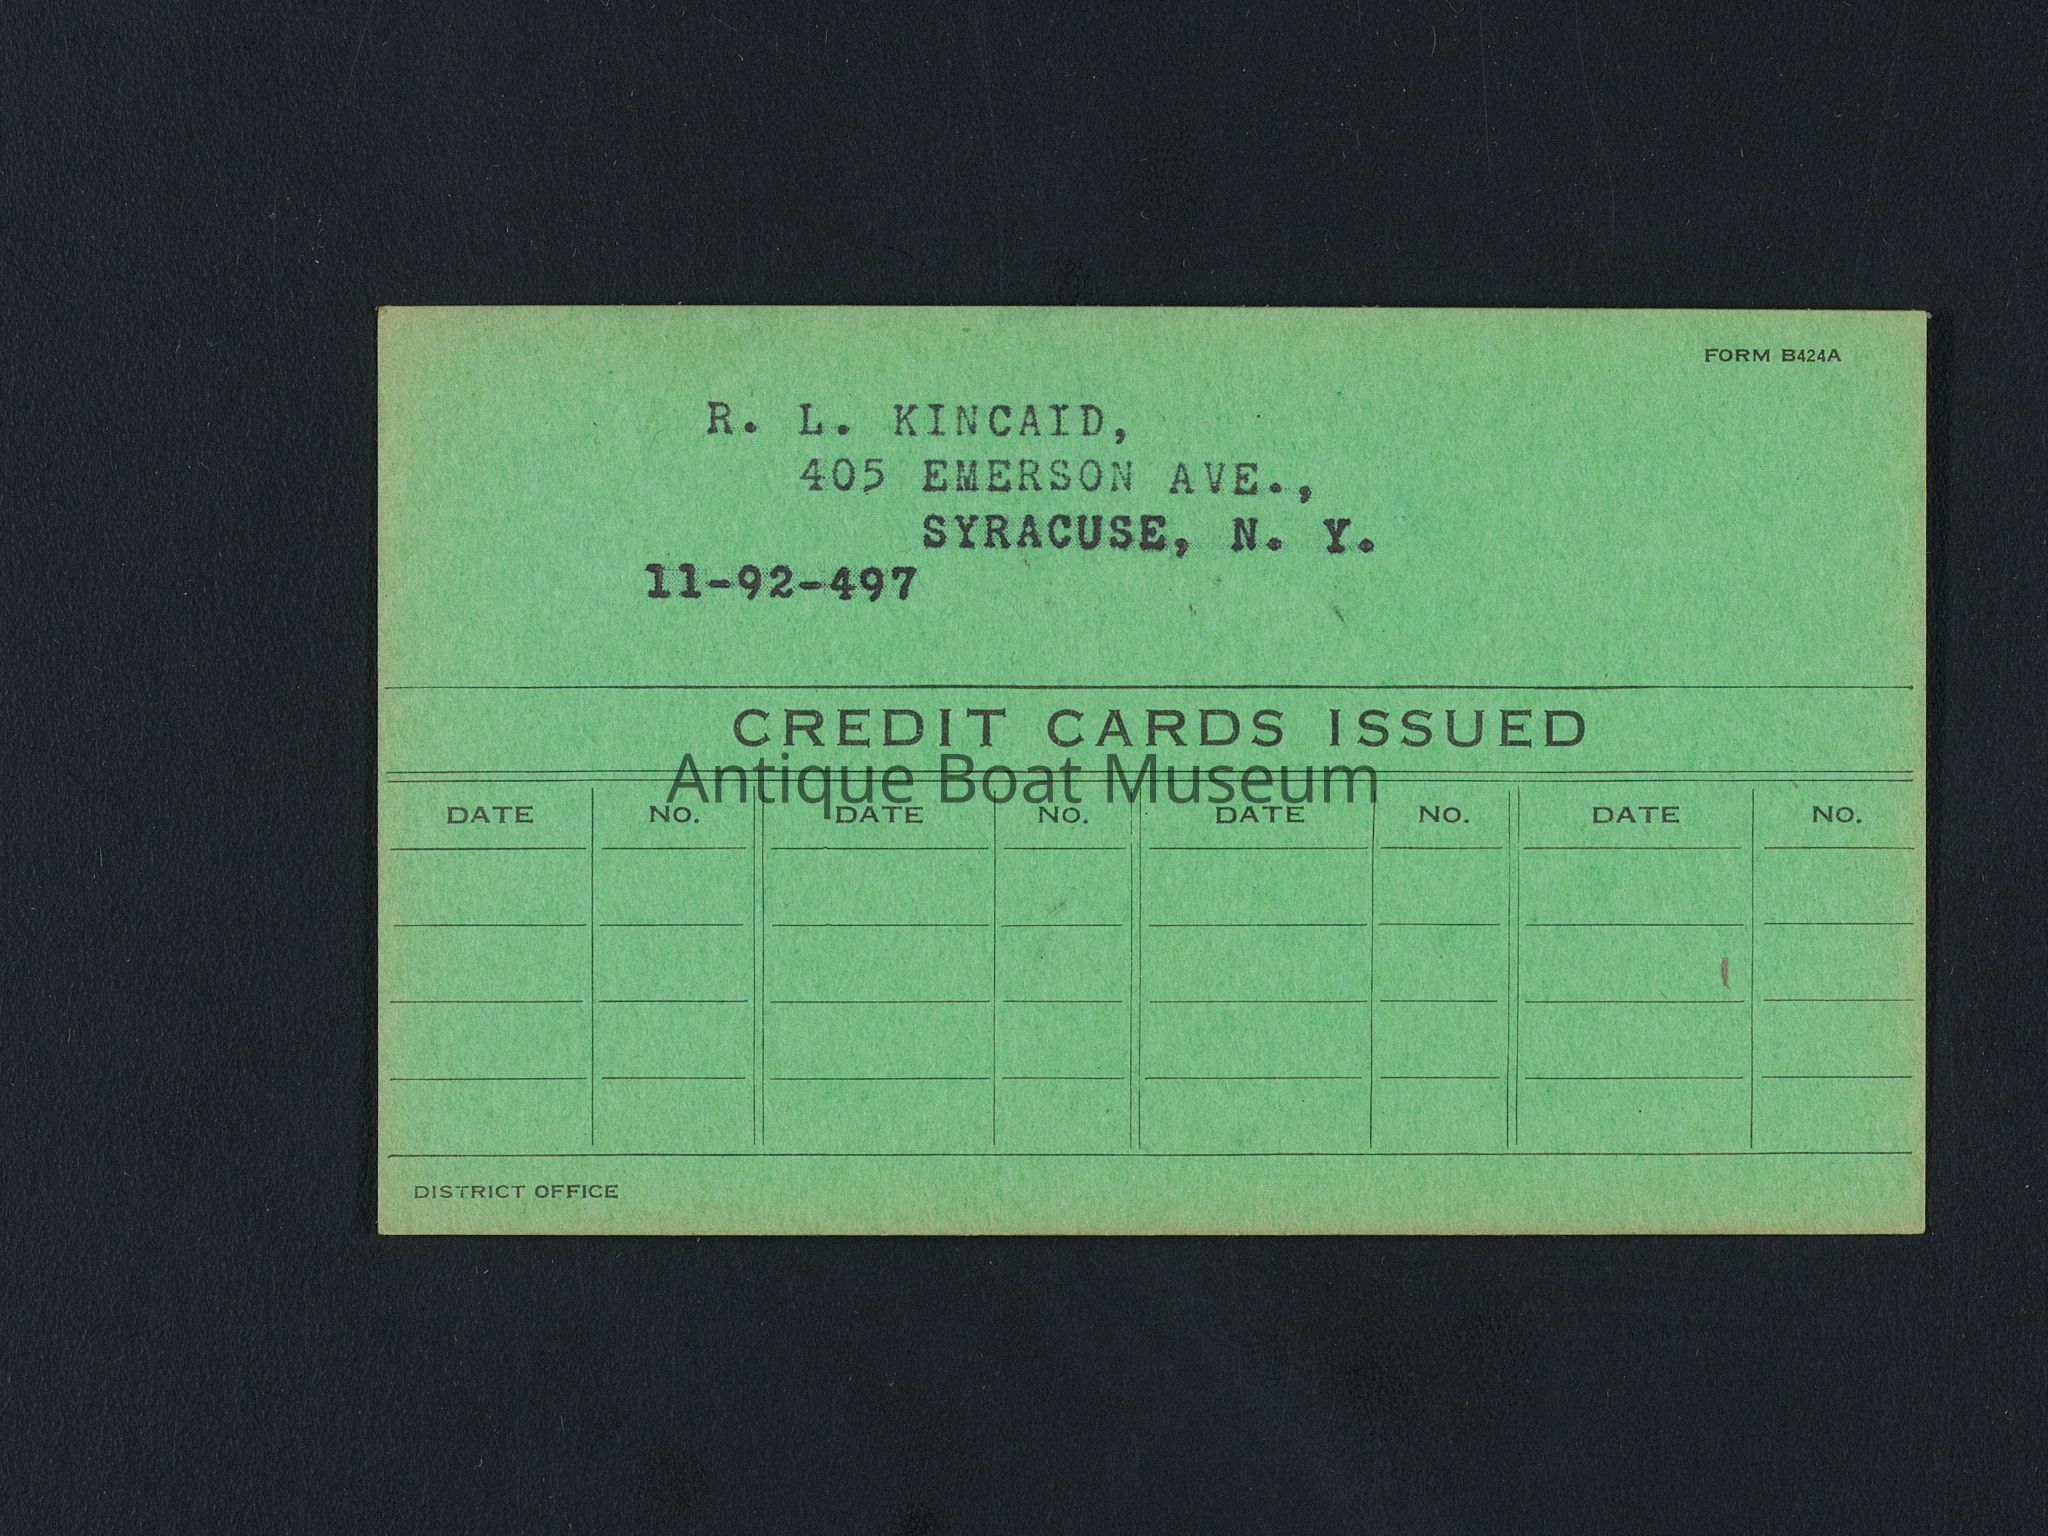 FORM B424A
R. L. KINCAID,
405 EMERSON AVE.,
SYRACUSE, N. Y.
11-92-497
CREDIT CARDS ISSUED
Antique Boat Museum
DATE NO. DATE NO. DATE NO. DATE NO.
DISTRICT OFFICE